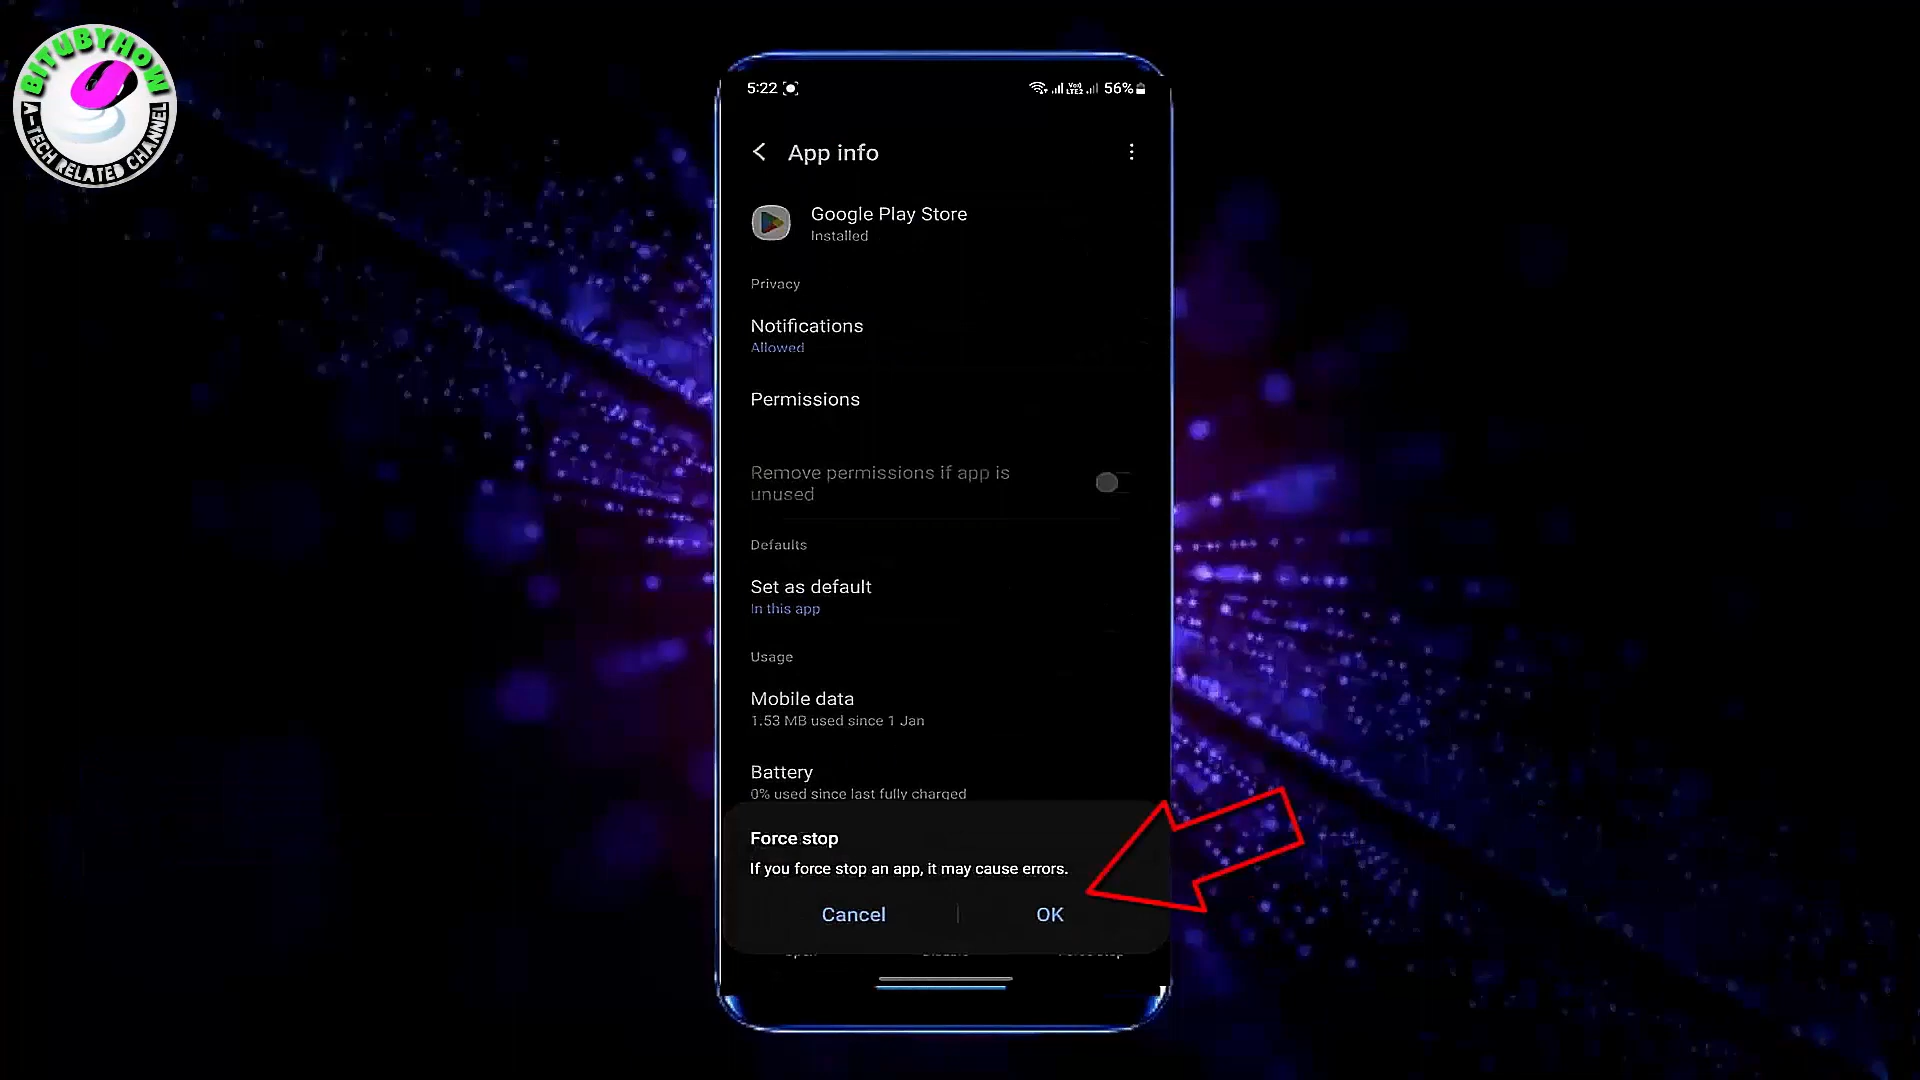 BITUBYHOW
A-TECH RELATED CHANNEL
5:22
Vo)
LTE2
56%
App info
Google Play Store
Installed
Privacy
Notifications
Allowed
Permissions
Remove permissions if app is
unused
Defaults
Set as default
In this app
Usage
Mobile data
1.53 MB used since 1 Jan
Battery
0% used since last fully charged
Force stop
If you force stop an app, it may cause errors.
Cancel
OK